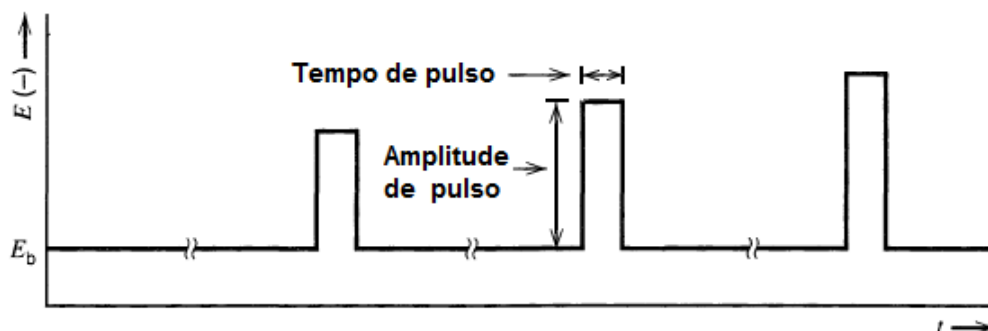 E (−)
Tempo de pulso
Amplitude
de pulso
E_b
t